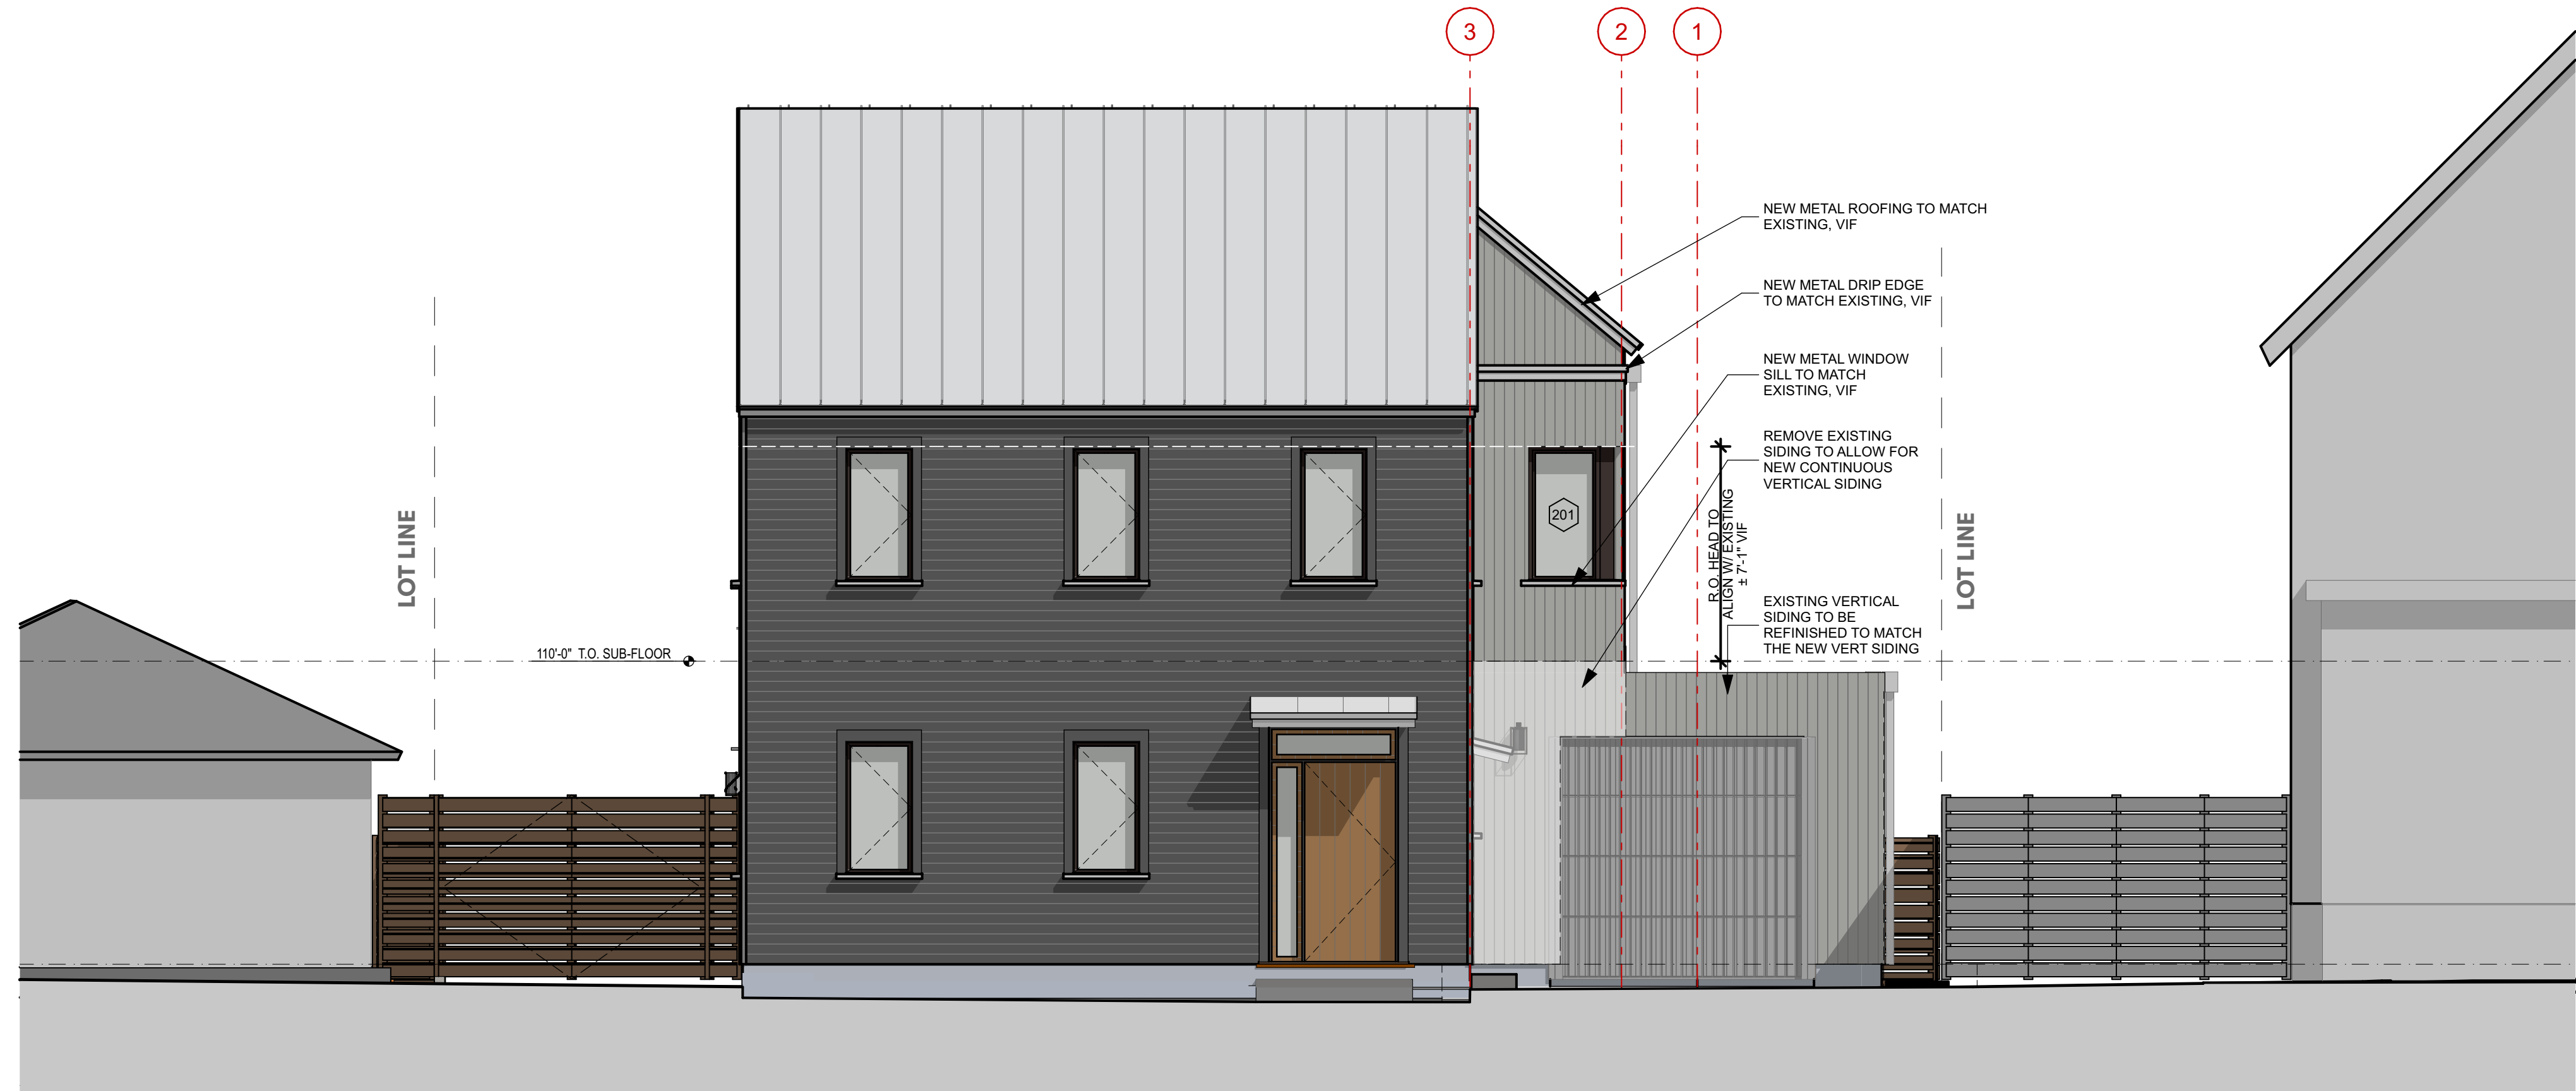 3
2
1
NEW METAL ROOFING TO MATCH
EXISTING, VIF
NEW METAL DRIP EDGE
TO MATCH EXISTING, VIF
NEW METAL WINDOW
SILL TO MATCH
EXISTING, VIF
REMOVE EXISTING
SIDING TO ALLOW FOR
NEW CONTINUOUS
VERTICAL SIDING
201
R.O. HEAD TO
ALIGN W/ EXISTING
± 7'-1" VIF
LOT LINE
LOT LINE
EXISTING VERTICAL
SIDING TO BE
REFINISHED TO MATCH
THE NEW VERT SIDING
110'-0" T.O. SUB-FLOOR